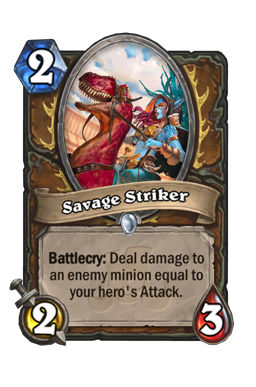 2
Savage Striker
Battlecry: Deal damage to
an enemy minion equal to
your hero's Attack.
2
3